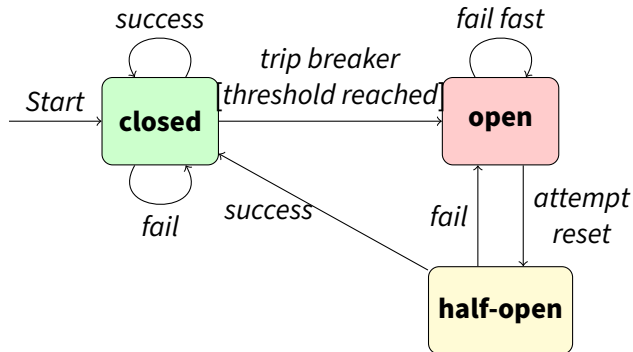 success
fail fast
trip breaker
[threshold reached]
Start
closed
open
fail
success
fail
attempt
reset
half-open